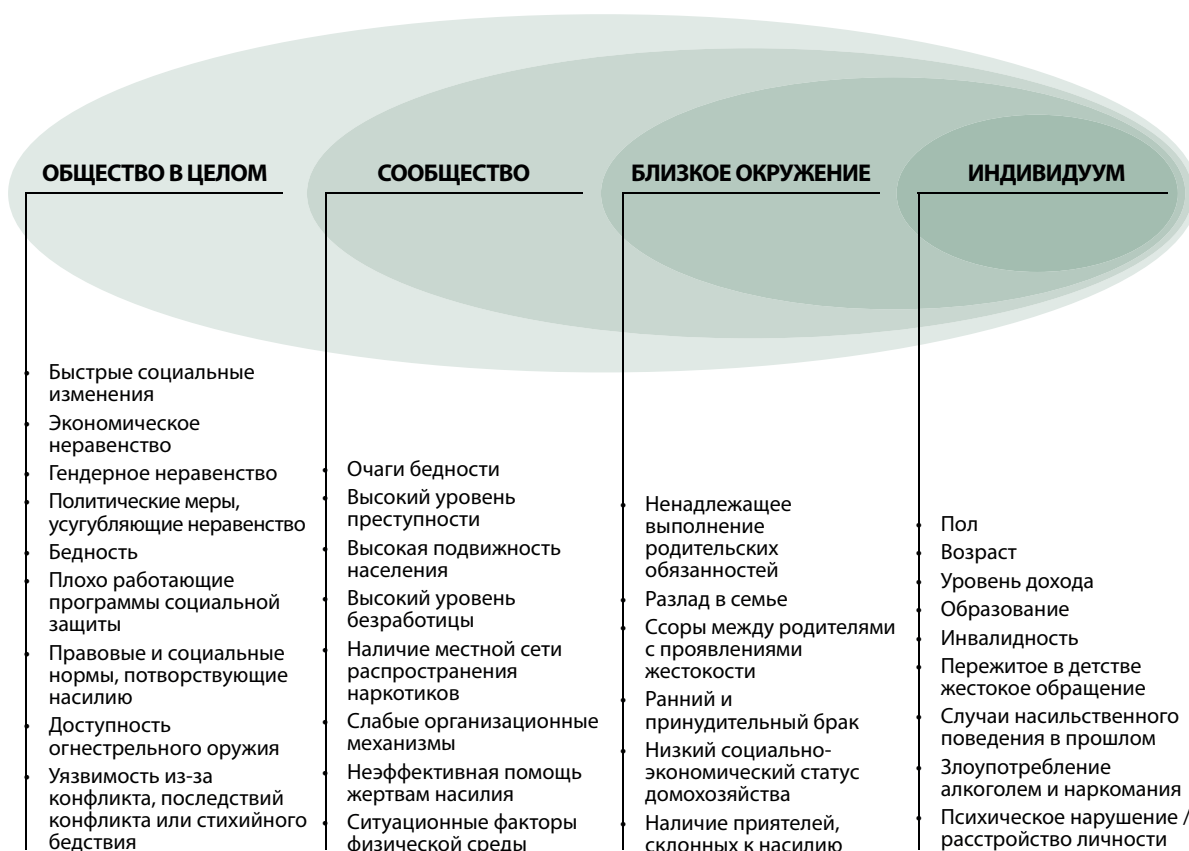 ОБЩЕСТВО В ЦЕЛОМ
• Быстрые социальные
изменения
• Экономическое
неравенство
• Гендерное неравенство
• Политические меры,
усугубляющие неравенство
• Бедность
• Плохо работающие
программы социальной
защиты
• Правовые и социальные
нормы, потворствующие
насилию
• Доступность
огнестрельного оружия
• Уязвимость из-за
конфликта, последствий
конфликта или стихийного
бедствия
СООБЩЕСТВО
• Очаги бедности
• Высокий уровень
преступности
• Высокая подвижность
населения
• Высокий уровень
безработицы
• Наличие местной сети
распространения
наркотиков
• Слабые организационные
механизмы
• Неэффективная помощь
жертвам насилия
• Ситуационные факторы
физической среды
БЛИЗКОЕ ОКРУЖЕНИЕ
• Ненадлежащее
выполнение
родительских
обязанностей
• Разлад в семье
• Ссоры между родителями
с проявлениями
жестокости
• Ранний и
принудительный брак
• Низкий социально-
экономический статус
домохозяйства
• Наличие приятелей,
склонных к насилию
ИНДИВИДУУМ
• Пол
• Возраст
• Уровень дохода
• Образование
• Инвалидность
• Пережитое в детстве
жестокое обращение
• Случаи насильственного
поведения в прошлом
• Злоупотребление
алкоголем и наркомания
• Психическое нарушение /
расстройство личности